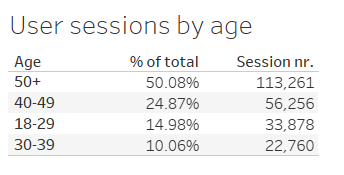 User sessions by age
Age % of total Session nr.
50+ 50.08% 113,261
40-49 24.87% 56,256
18-29 14.98% 33,878
30-39 10.06% 22,760